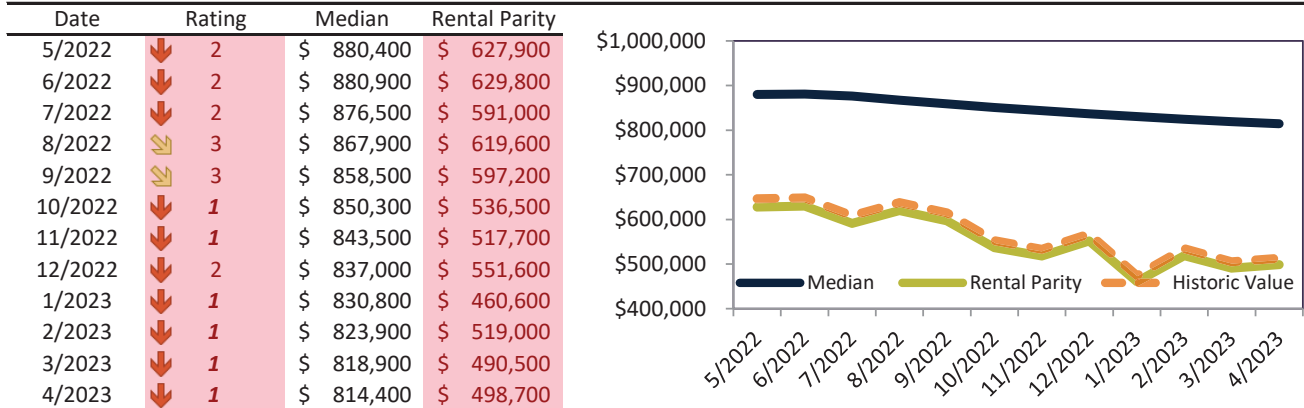 Date Rating Median Rental Parity
5/2022 2 $ 880,400 $ 627,900
6/2022 2 $ 880,900 $ 629,800
7/2022 2 $ 876,500 $ 591,000
8/2022 3 $ 867,900 $ 619,600
9/2022 3 $ 858,500 $ 597,200
10/2022 1 $ 850,300 $ 536,500
11/2022 1 $ 843,500 $ 517,700
12/2022 2 $ 837,000 $ 551,600
1/2023 1 $ 830,800 $ 460,600
2/2023 1 $ 823,900 $ 519,000
3/2023 1 $ 818,900 $ 490,500
4/2023 1 $ 814,400 $ 498,700
$1,000,000
$900,000
$800,000
$700,000
$600,000
$500,000
$400,000
Median Rental Parity Historic Value
5/2022 6/2022 7/2022 8/2022 9/2022 10/2022 11/2022 12/2022 1/2023 2/2023 3/2023 4/2023